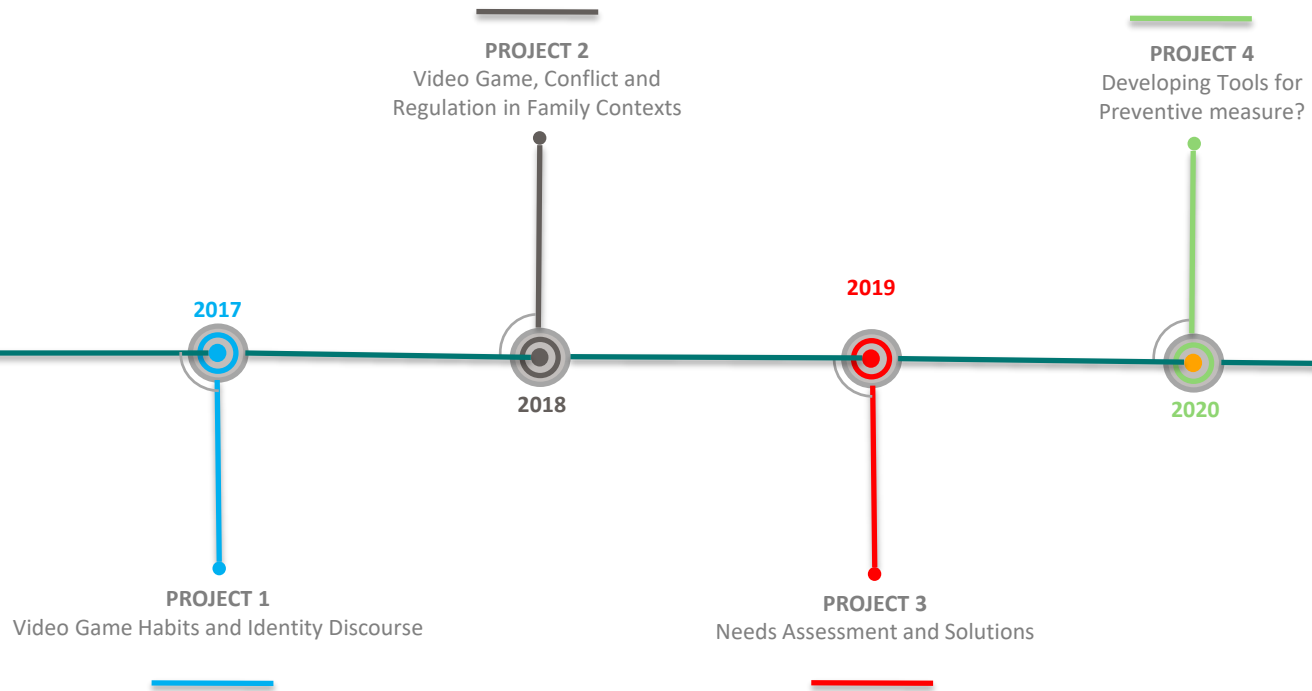 PROJECT 2
Video Game, Conflict and
Regulation in Family Contexts
PROJECT 4
Developing Tools for
Preventive measure?
2017
2018
2019
2020
PROJECT 1
Video Game Habits and Identity Discourse
PROJECT 3
Needs Assessment and Solutions